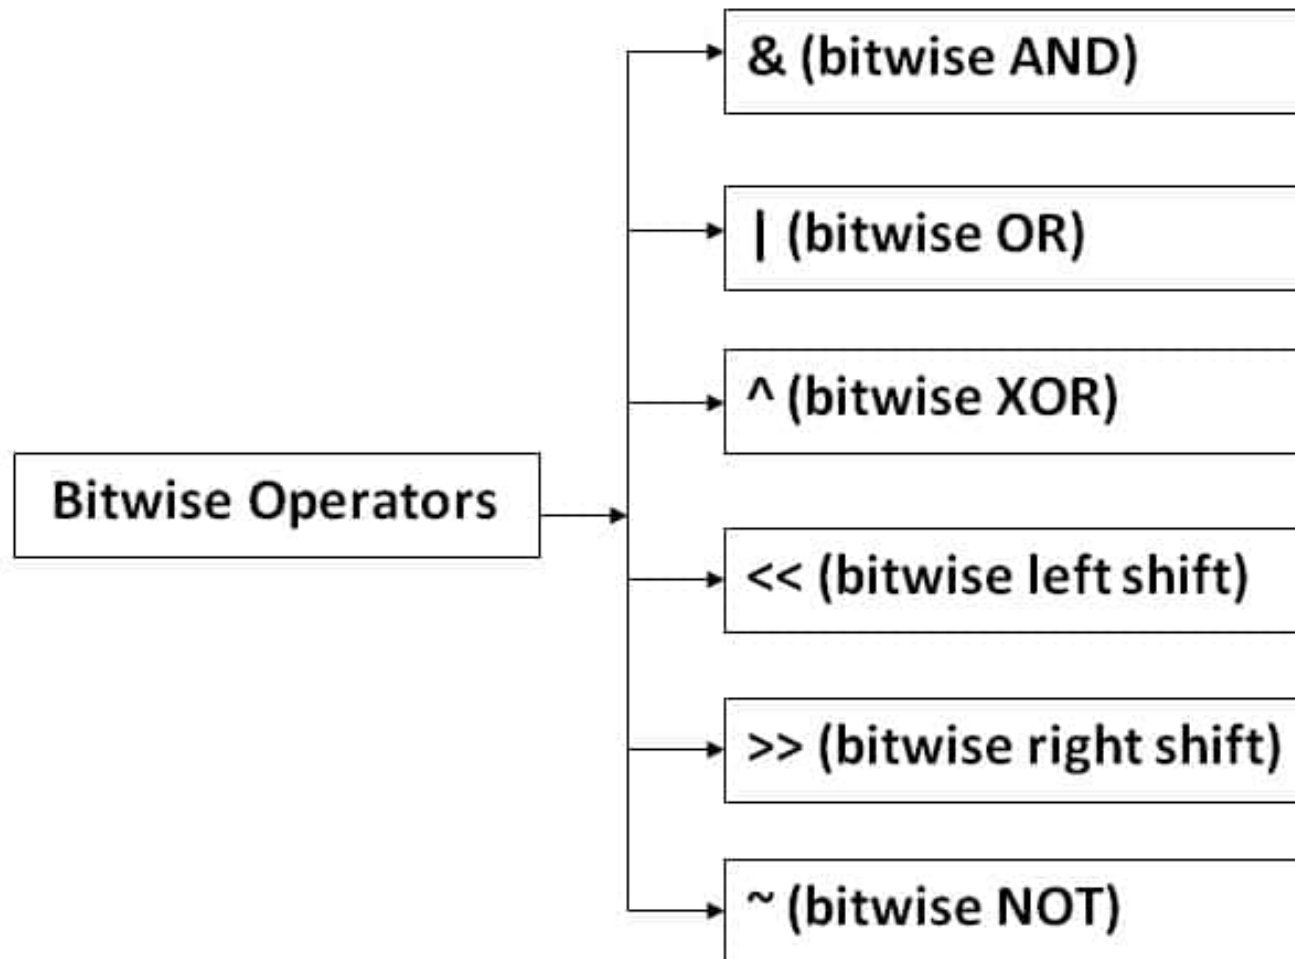 & (bitwise AND)
| (bitwise OR)
^ (bitwise XOR)
Bitwise Operators
<< (bitwise left shift)
>> (bitwise right shift)
~ (bitwise NOT)